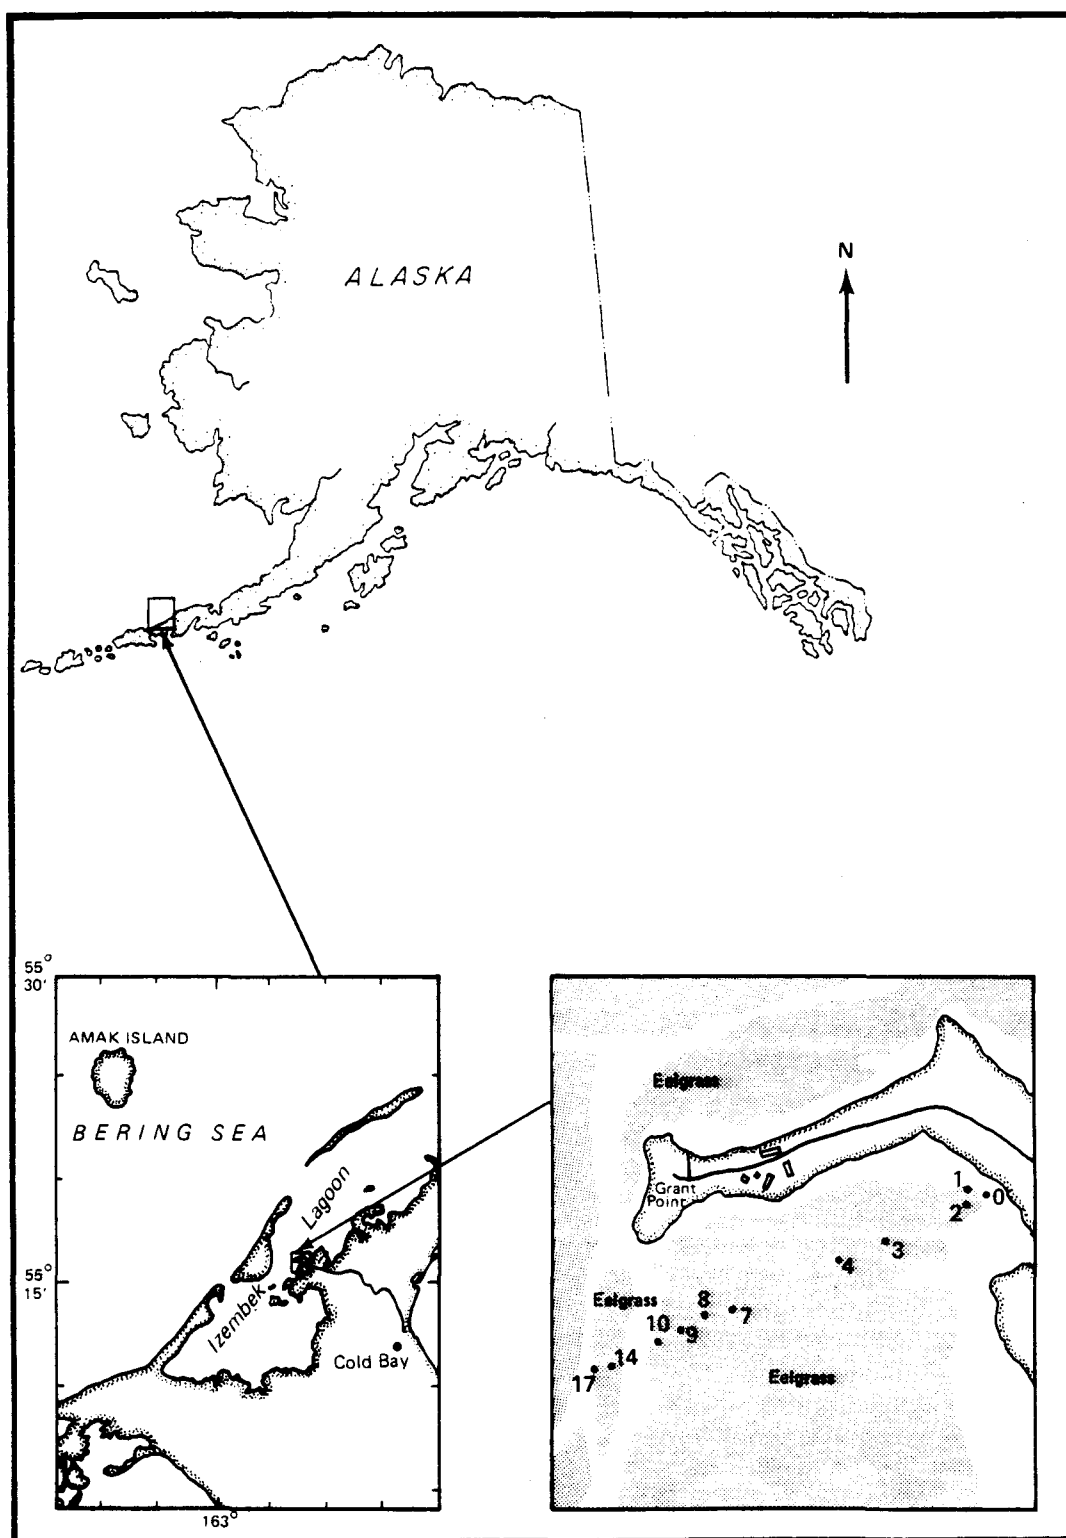 N
ALASKA
55°
30'
AMAK ISLAND
BERING SEA
Lagoon
Izembek
55°
15'
Cold Bay
163°
Eelgrass
Grant
Point
1
0
2
3
4
Eelgrass
8
7
10
9
14
17
Eelgrass